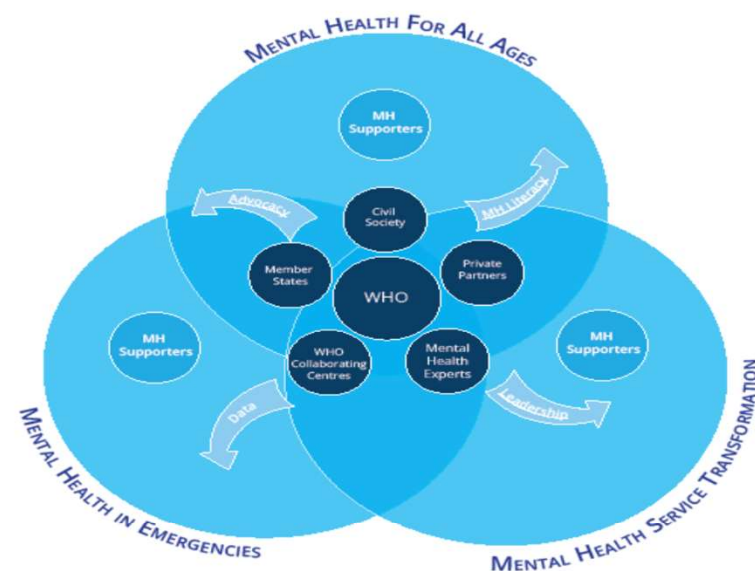 MENTAL HEALTH FOR ALL AGES
MH
Supporters
Advocacy
MH Literacy
Civil
Society
Member
States
Private
Partners
WHO
MH
Supporters
MH
Supporters
WHO
Collaborating
Centres
Mental
Health
Experts
Data
Leadership
MENTAL HEALTH IN EMERGENCIES
MENTAL HEALTH SERVICE TRANSFORMATION